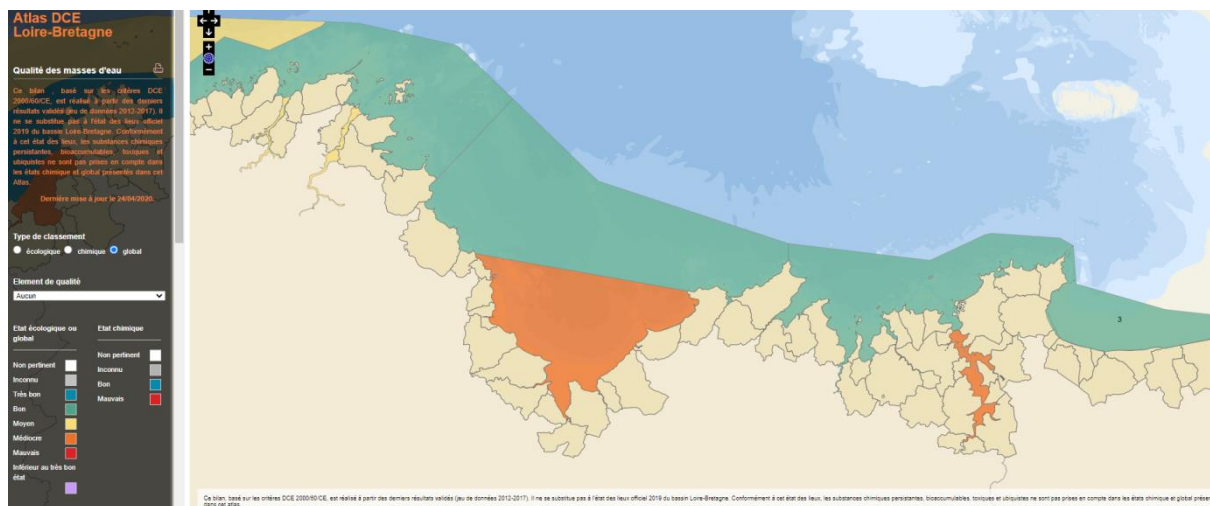 Atlas DCE
Loire-Bretagne
Qualité des masses d'eau
Ce bilan , basé sur les critères DCE
2000/60/CE, est réalisé à partir des derniers
résultats validés (jeu de données 2012-2017). Il
ne se substitue pas à l'état des lieux officiel
2019 du bassin Loire-Bretagne. Conformément
à cet état des lieux, les substances chimiques
persistantes, bioaccumulables, toxiques et
ubiquistes ne sont pas prises en compte dans
les états chimique et global présentés dans cet
Atlas.
Dernière mise à jour le 24/04/2020.
Type de classement
écologique chimique global
Element de qualité
Aucun
Etat écologique ou
global
Non pertinent
Inconnu
Très bon
Bon
Moyen
Médiocre
Mauvais
Inférieur au très bon
état
Etat chimique
Non pertinent
Inconnu
Bon
Mauvais
3
Ce bilan, basé sur les critères DCE 2000/60/CE, est réalisé à partir des derniers résultats validés (jeu de données 2012-2017). Il ne se substitue pas à l'état des lieux officiel 2019 du bassin Loire-Bretagne. Conformément à cet état des lieux, les substances chimiques persistantes, bioaccumulables, toxiques et ubiquistes ne sont pas prises en compte dans les états chimique et global prése
dans cet atlas.